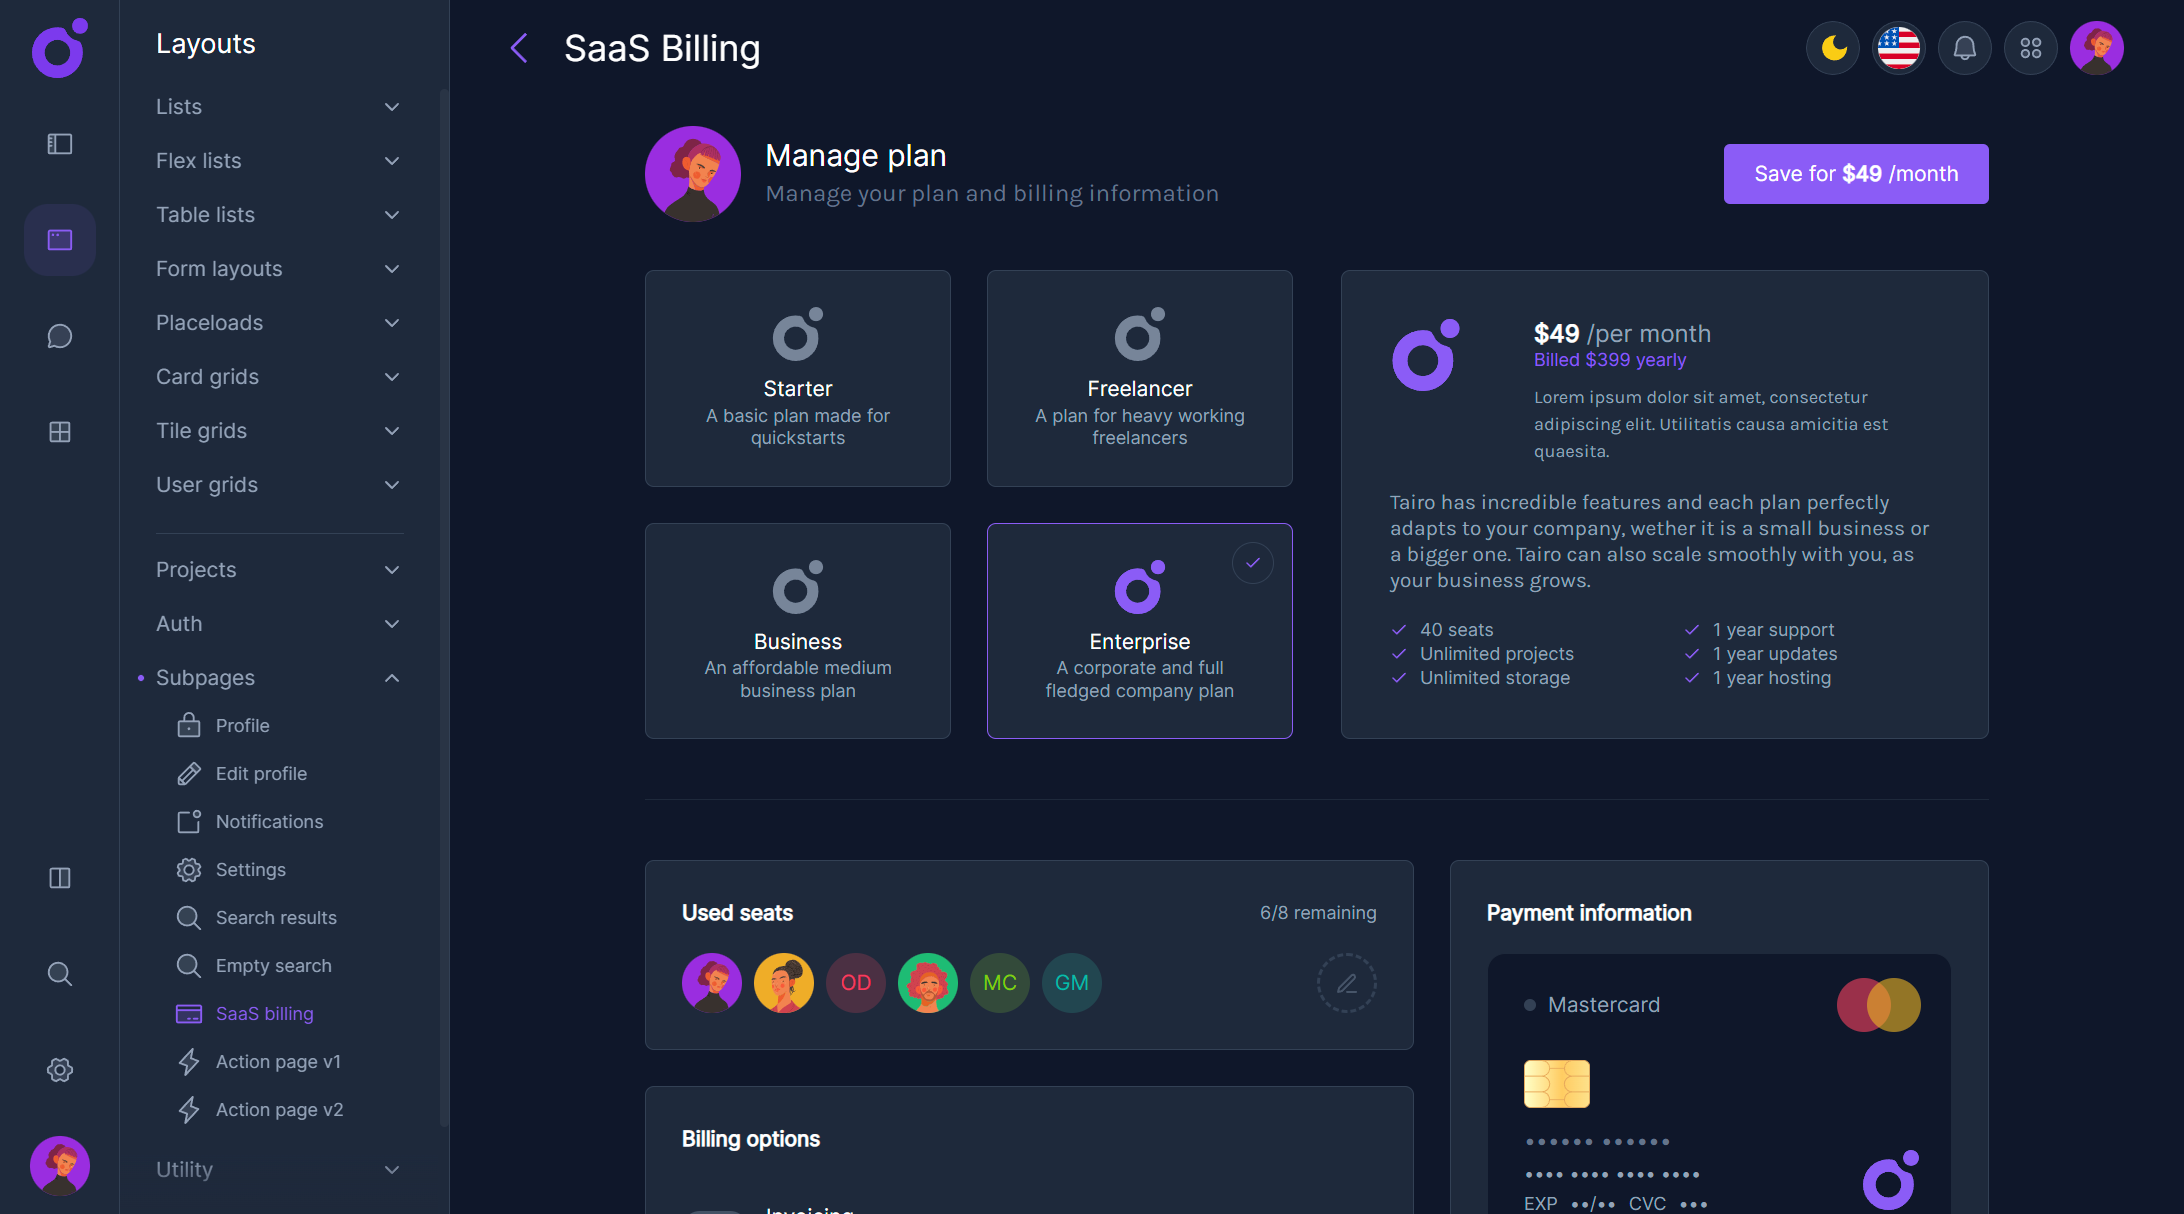 Layouts
Lists
Flex lists
Table lists
Form layouts
Placeloads
Card grids
Tile grids
User grids
Projects
Auth
Subpages
Profile
Edit profile
Notifications
Settings
Search results
Empty search
SaaS billing
Action page v1
Action page v2
Utility
SaaS Billing
Manage plan
Manage your plan and billing information
Save for $49 /month
Starter
A basic plan made for
quickstarts
Freelancer
A plan for heavy working
freelancers
Business
An affordable medium
business plan
Enterprise
A corporate and full
fledged company plan
$49 /per month
Billed $399 yearly
Lorem ipsum dolor sit amet, consectetur
adipiscing elit. Utilitatis causa amicitia est
quaesita.
Tairo has incredible features and each plan perfectly
adapts to your company, wether it is a small business or
a bigger one. Tairo can also scale smoothly with you, as
your business grows.
40 seats
Unlimited projects
Unlimited storage
1 year support
1 year updates
1 year hosting
Used seats
6/8 remaining
OD
MC
GM
Billing options
Invoicing
Payment information
Mastercard
•••••• ••••••
•••• •••• •••• ••••
EXP ••/•• CVC •••